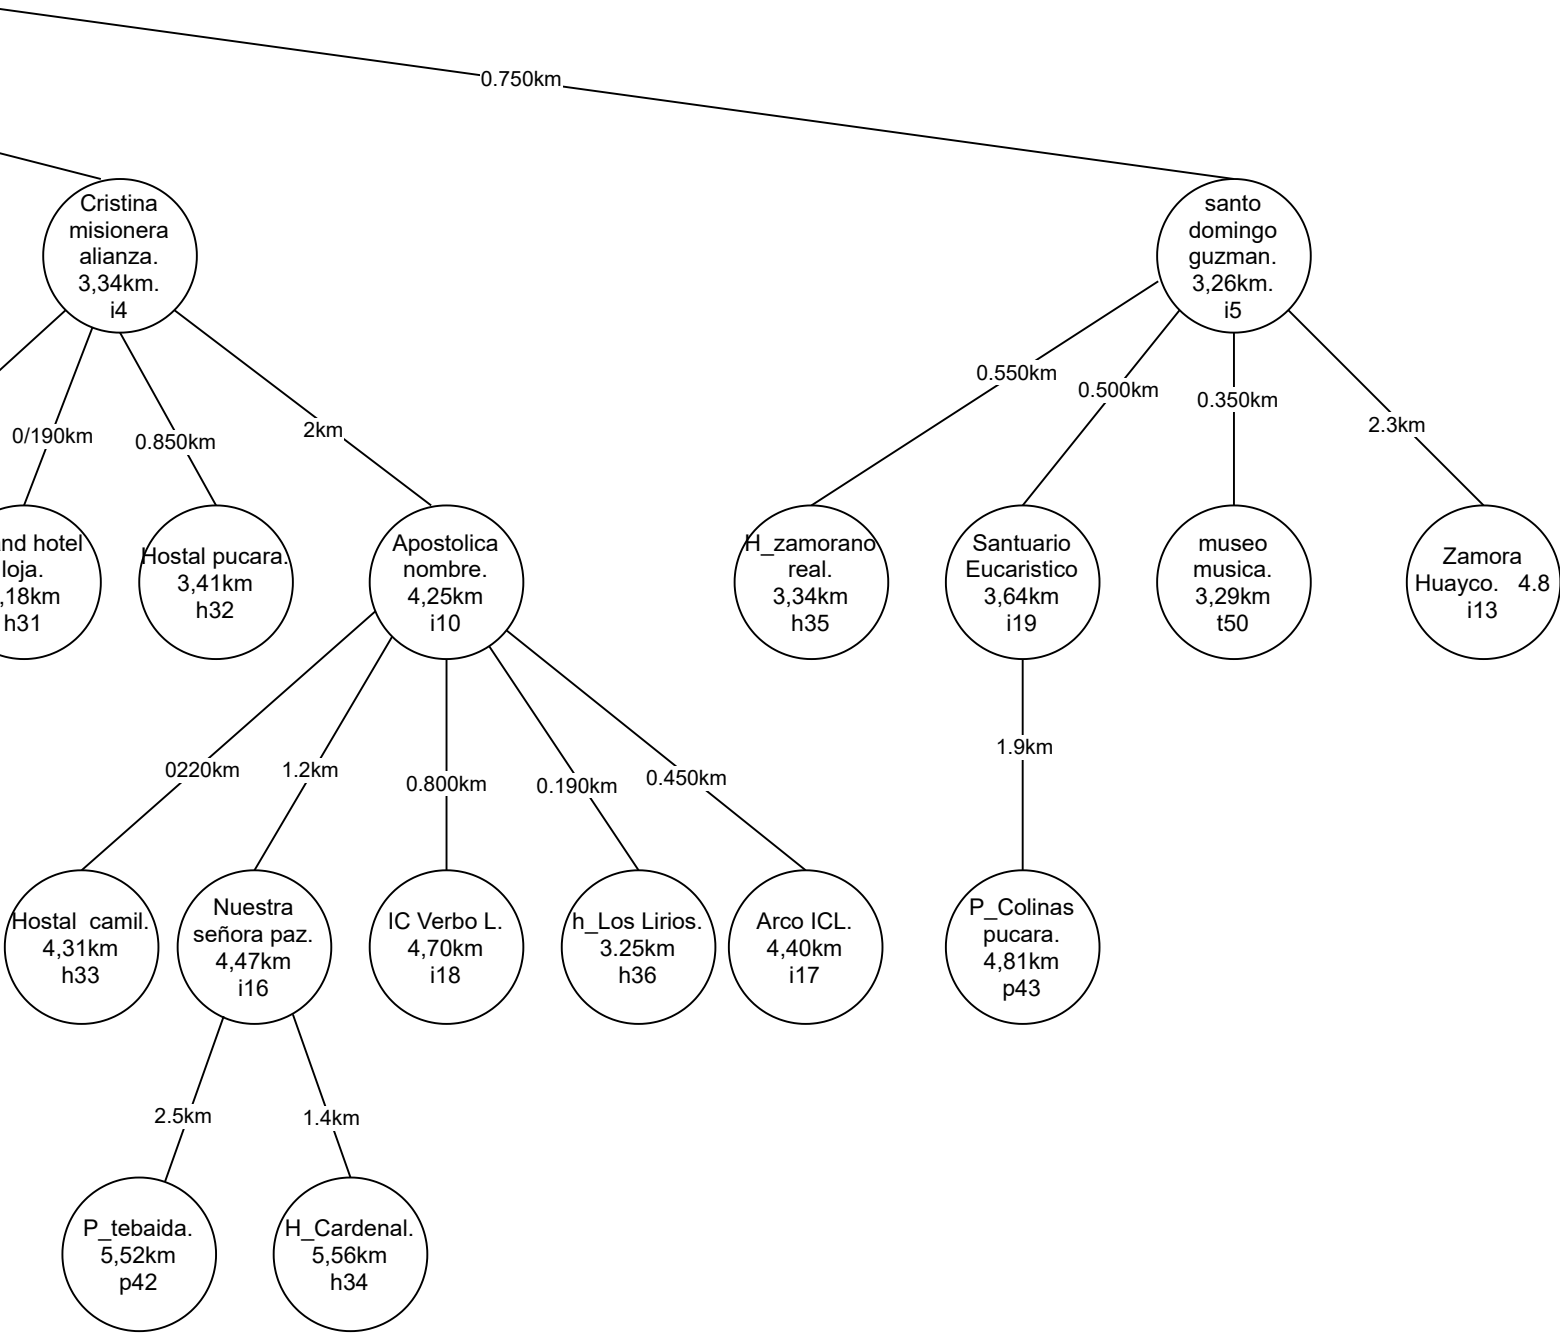 0.750km
Cristina
misionera
alianza.
3,34km.
i4
santo
domingo
guzman.
3,26km.
i5
0/190km
0.850km
2km
0.550km
0.500km
0.350km
2.3km
nd hotel
loja.
,18km
h31
Hostal pucara.
3,41km
h32
Apostolica
nombre.
4,25km
i10
H_zamorano
real.
3,34km
h35
Santuario
Eucaristico
3,64km
i19
museo
musica.
3,29km
t50
Zamora
Huayco.   4.8
i13
0220km
1.2km
0.800km
0.190km
0.450km
1.9km
Hostal  camil.
4,31km
h33
Nuestra
señora paz.
4,47km
i16
IC Verbo L.
4,70km
i18
h_Los Lirios.
3.25km
h36
Arco ICL.
4,40km
i17
P_Colinas
pucara.
4,81km
p43
2.5km
1.4km
P_tebaida.
5,52km
p42
H_Cardenal.
5,56km
h34